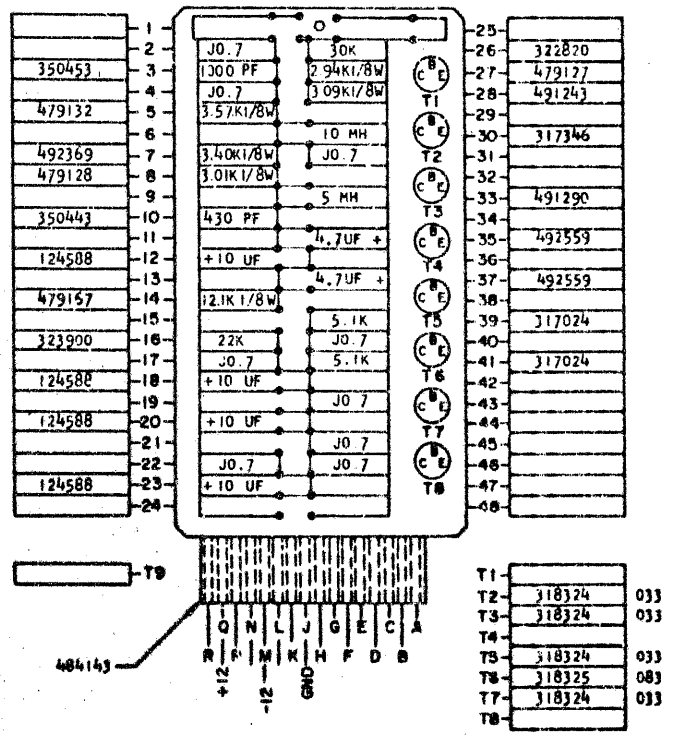 1 25
2 J0.7 30K 26 322820
350453 3 1300 PF 2.94K1/8W C B E 27 479127
4 J0.7 3.09K1/8W T1 28 491243
479132 5 3.57K1/8W 29
6 10 MH C B E 30 317346
492369 7 3.40K1/8W J0.7 T2 31
479128 8 3.01K1/8W 32
9 5 MH C B E 33 491290
350443 10 430 PF T3 34
11 4.7UF + C B E 35 492559
124588 12 +10 UF T4 36
13 4.7UF + 37 492559
479157 14 12.1K1/8W C B E 38
15 5.1K T5 39 317024
323900 16 22K J0.7 C B E 40
17 J0.7 5.1K T6 41 317024
124588 18 +10 UF 42
19 J0.7 C B E 43
124588 20 +10 UF T7 44
21 J0.7 45
22 J0.7 J0.7 C B E 46
124588 23 +10 UF T8 47
24 48
T9
T1
T2 318324 033
T3 318324 033
T4
T5 318324 033
T6 318325 083
T7 318324 033
T8
Q N L J G E C A
R P M K H F D B
+12 -12 GND
484143